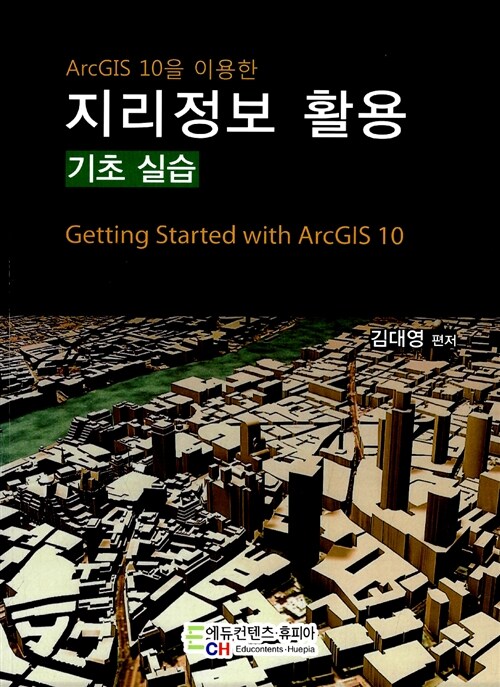 ArcGIS 10을 이용한
지리정보 활용
기초 실습
Getting Started with ArcGIS 10
김대영 편저
에듀컨텐츠·휴피아
CH Educontents·Huepia